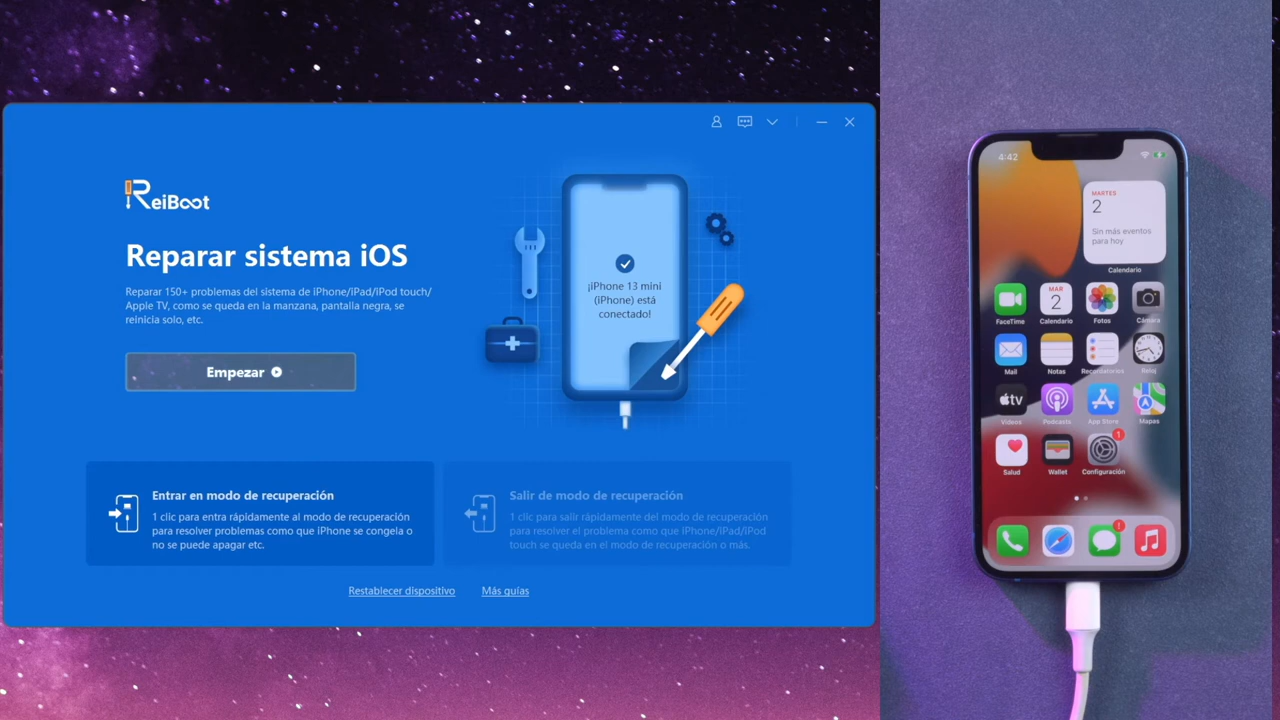 ReiBoot
Reparar sistema iOS
Reparar 150+ problemas del sistema de iPhone/iPad/iPod touch/
Apple TV, como se queda en la manzana, pantalla negra, se
reinicia solo, etc.
Empezar
¡iPhone 13 mini
(iPhone) está
conectado!
Entrar en modo de recuperación
1 clic para entra rápidamente al modo de recuperación
para resolver problemas como que iPhone se congela o
no se puede apagar etc.
Salir de modo de recuperación
1 clic para salir rápidamente del modo de recuperación
para resolver el problema como que iPhone/iPad/iPod
touch se queda en el modo de recuperación o más.
Restablecer dispositivo
Más guías
4:42
MARTES
2
Sin más eventos
para hoy
Calendario
MAR
2
FaceTime
Calendario
Fotos
Cámara
Mail
Notas
Recordatorios
Reloj
tv
Videos
Podcasts
App Store
Mapas
1
Salud
Wallet
Configuración
1